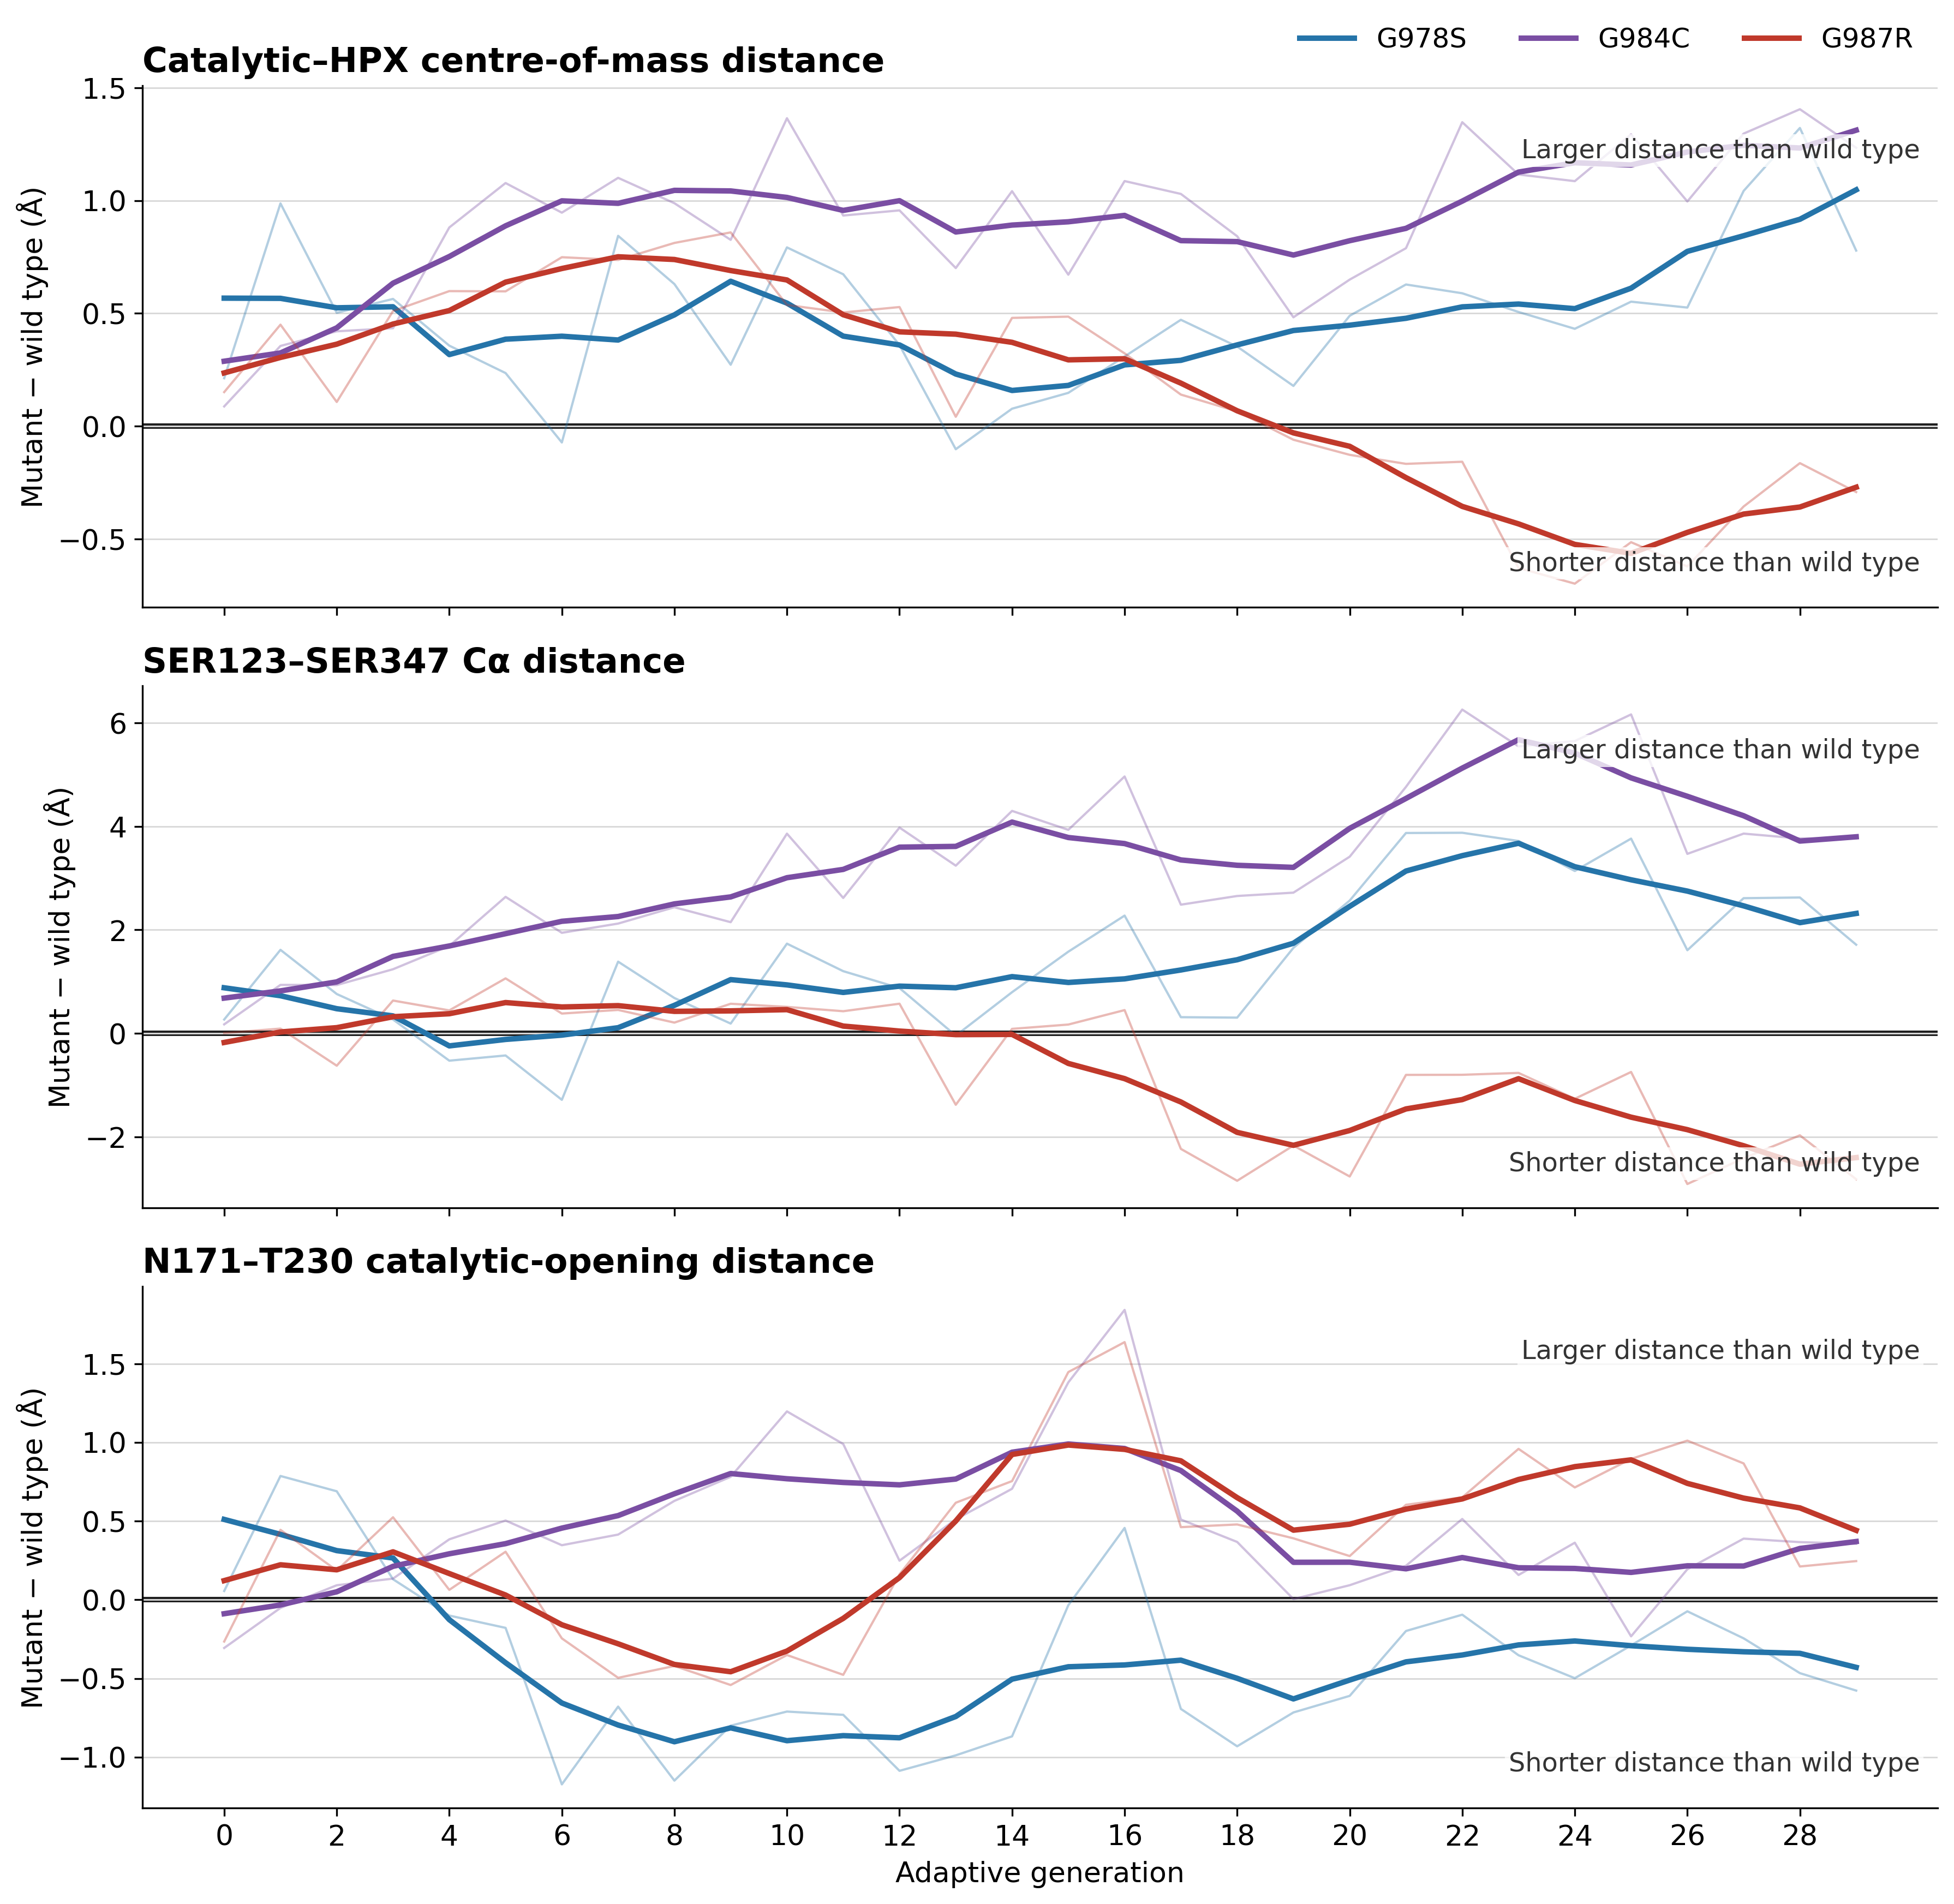 G978S G984C G987R
Catalytic–HPX centre-of-mass distance
Mutant − wild type (Å)
1.5
1.0
0.5
0.0
−0.5
Larger distance than wild type
Shorter distance than wild type
SER123–SER347 Cα distance
Mutant − wild type (Å)
6
4
2
0
−2
Larger distance than wild type
Shorter distance than wild type
N171–T230 catalytic-opening distance
Mutant − wild type (Å)
1.5
1.0
0.5
0.0
−0.5
−1.0
Larger distance than wild type
Shorter distance than wild type
0 2 4 6 8 10 12 14 16 18 20 22 24 26 28
Adaptive generation